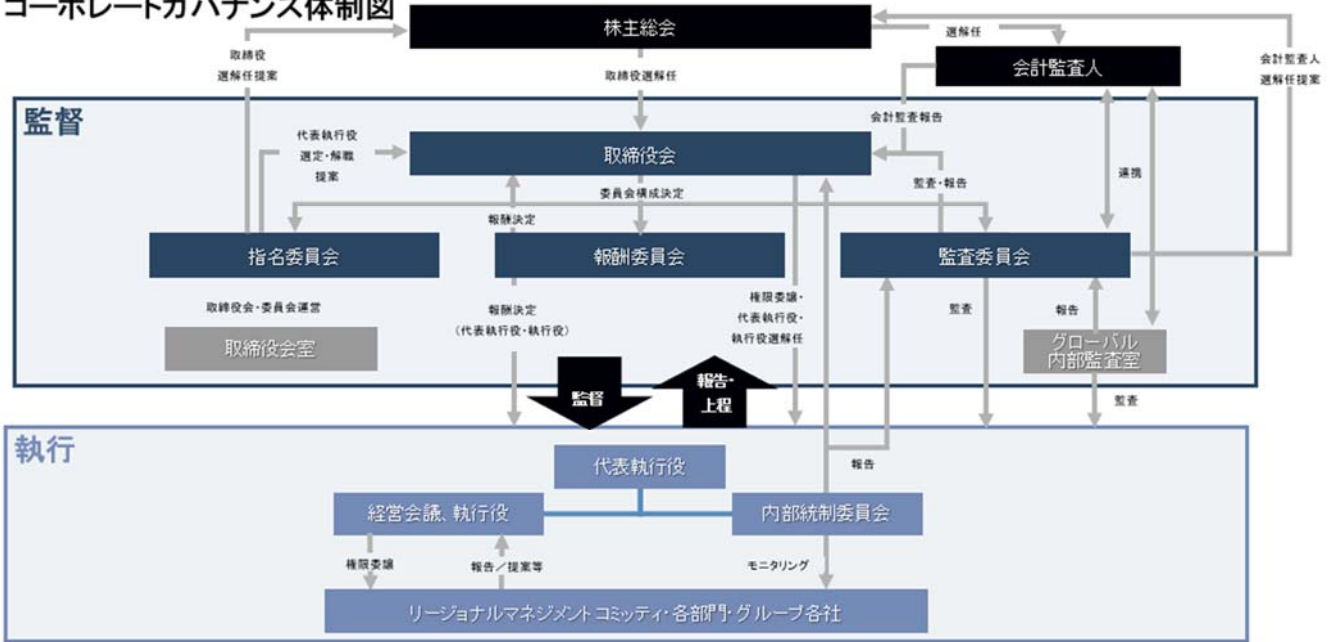 コーポレートガバナンス体制図
株主総会
選解任
取締役
選解任提案
取締役選解任
会計監査人
会計監査人
選解任提案
監督
会計監査報告
代表執行役
選定・解職
提案
取締役会
監査・報告
連携
委員会構成決定
報酬決定
指名委員会
報酬委員会
監査委員会
取締役会・委員会運営
報酬決定
(代表執行役・執行役)
権限委譲・
代表執行役・
執行役選解任
監査
報告
取締役会室
グローバル
内部監査室
監督
報告・
上程
監査
執行
代表執行役
報告
経営会議、執行役
内部統制委員会
権限委譲
報告/提案等
モニタリング
リージョナルマネジメントコミッティ・各部門・グループ各社